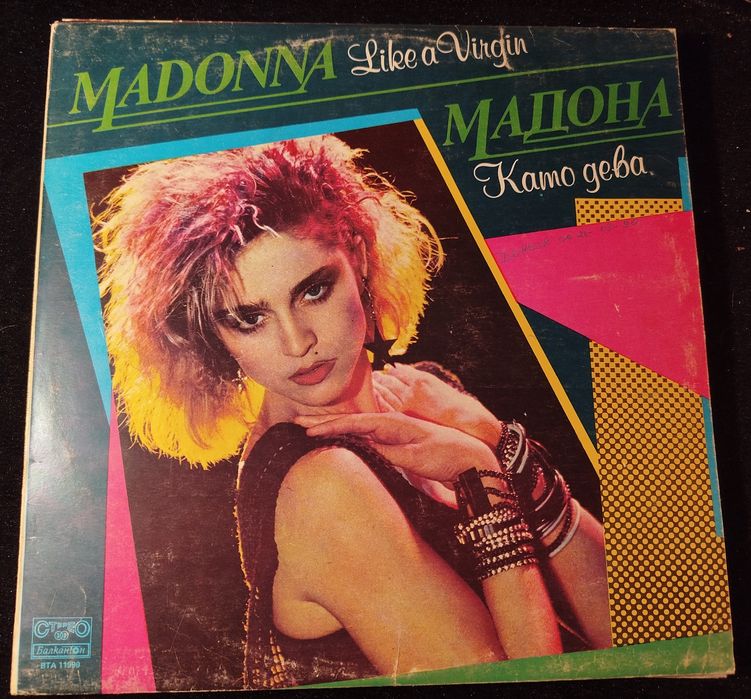 MADONNA Like a Virgin
МАДОНА
Като дева
СТЕРЕО
Балкантон
ВТА 11990